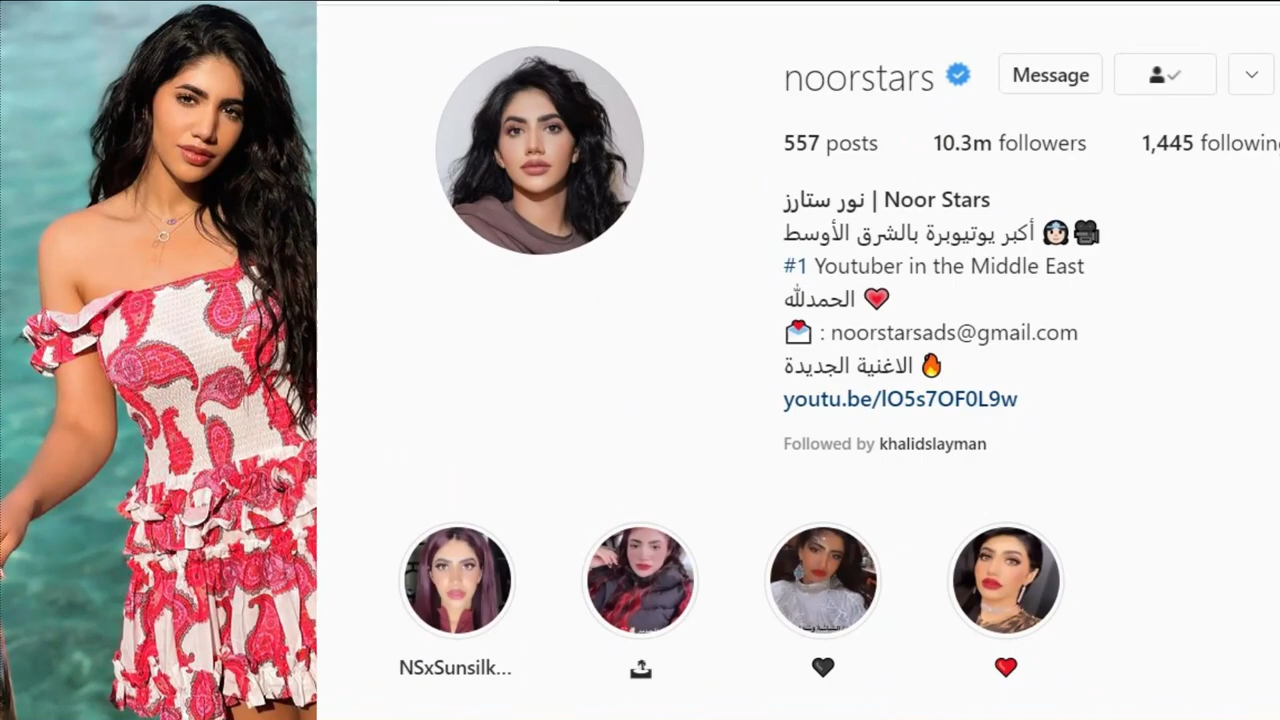 noorstars
Message
557 posts 10.3m followers 1,445 followin
نور ستارز | Noor Stars
أكبر يوتيوبرة بالشرق الأوسط
#1 Youtuber in the Middle East
الحمدلله
: noorstarsads@gmail.com
الاغنية الجديدة
youtu.be/lO5s7OF0L9w
Followed by khalidslayman
NSxSunsilk...